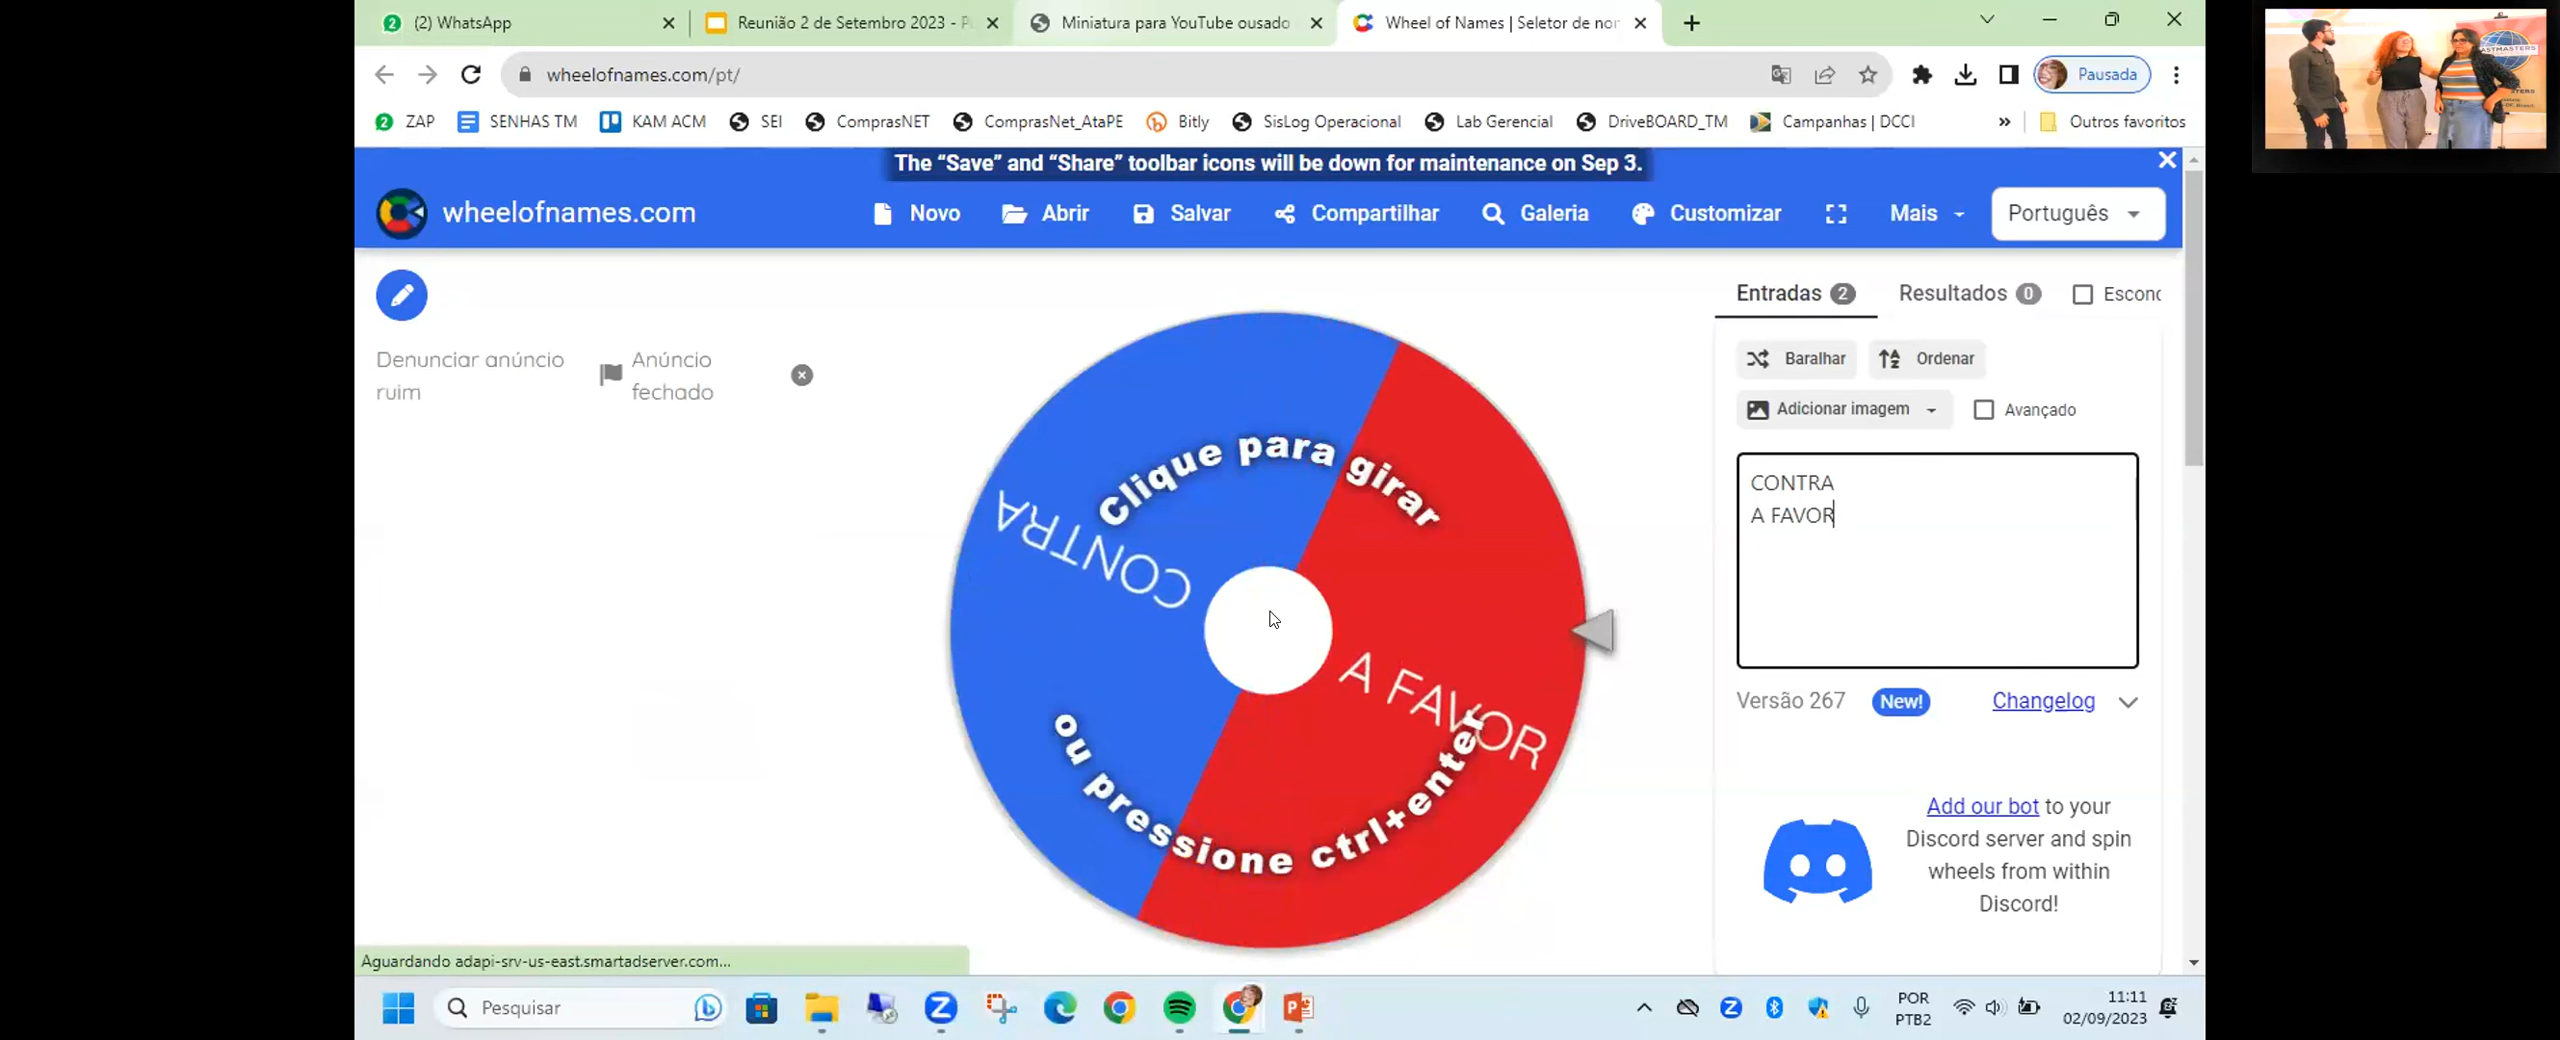 (2) WhatsApp
Reunião 2 de Setembro 2023 - P
Miniatura para YouTube ousado
Wheel of Names | Seletor de nor
wheelofnames.com/pt/
Pausada
ZAP
SENHAS TM
KAM ACM
SEI
ComprasNET
ComprasNet_AtaPE
Bitly
SisLog Operacional
Lab Gerencial
DriveBOARD_TM
Campanhas | DCCI
Outros favoritos
The “Save” and “Share” toolbar icons will be down for maintenance on Sep 3.
wheelofnames.com
Novo
Abrir
Salvar
Compartilhar
Galeria
Customizar
Mais
Português
Denunciar anúncio
ruim
Anúncio
fechado
Clique para girar
CONTRA
A FAVOR
ou pressione ctrl+enter
Entradas 2
Resultados 0
Escond
Baralhar
Ordenar
Adicionar imagem
Avançado
CONTRA
A FAVOR
Versão 267
New!
Changelog
Add our bot to your
Discord server and spin
wheels from within
Discord!
Aguardando adapi-srv-us-east.smartadserver.com...
Pesquisar
POR
PTB2
11:11
02/09/2023
ASTMASTERS